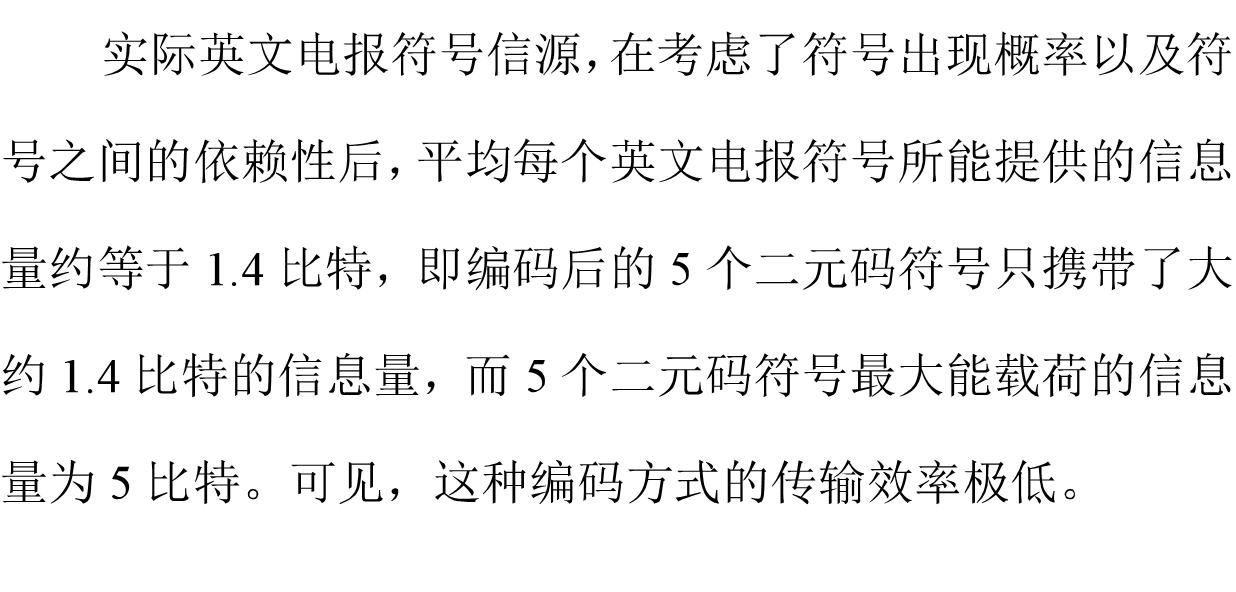 实际英文电报符号信源，在考虑了符号出现概率以及符
号之间的依赖性后，平均每个英文电报符号所能提供的信息
量约等于 1.4 比特，即编码后的 5 个二元码符号只携带了大
约 1.4 比特的信息量，而 5 个二元码符号最大能载荷的信息
量为 5 比特。可见，这种编码方式的传输效率极低。